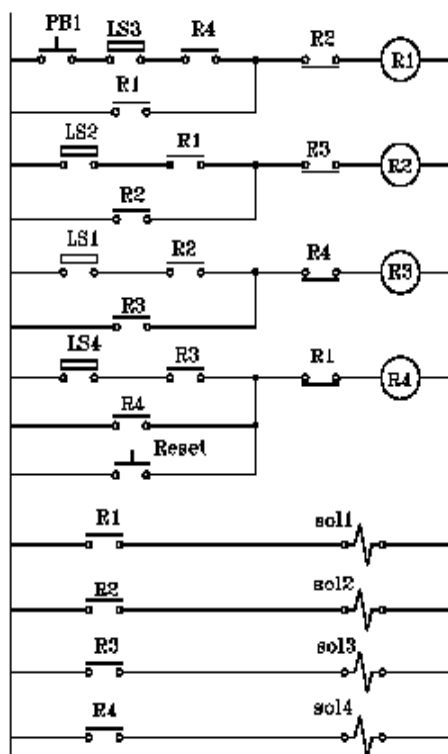 PB1 LS3 R4 R2 R1
R1
LS2 R1 R3 R2
R2
LS1 R2 R4 R3
R3
LS4 R3 R1 R4
R4
Reset
R1 sol1
R2 sol2
R3 sol3
R4 sol4